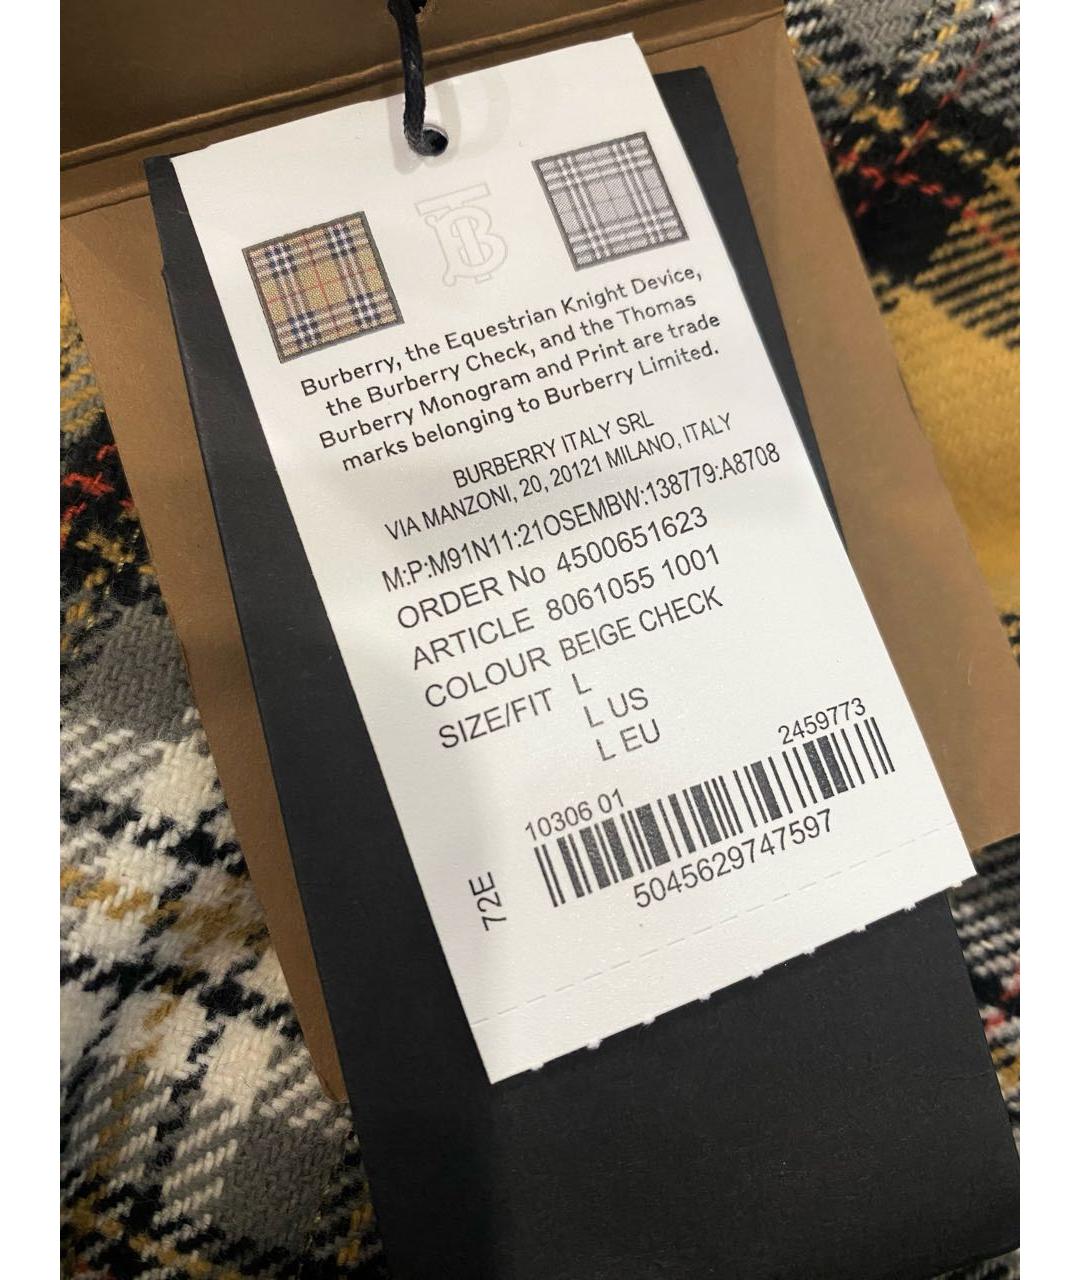 TB
Burberry, the Equestrian Knight Device,
the Burberry Check, and the Thomas
Burberry Monogram and Print are trade
marks belonging to Burberry Limited.
BURBERRY ITALY SRL
VIA MANZONI, 20, 20121 MILANO, ITALY
M:P:M91N11:21OSEMBW:138779:A8708
ORDER No 4500651623
ARTICLE 8061055 1001
COLOUR BEIGE CHECK
SIZE/FIT L
L US
L EU
10306 01 2459773
5045629747597
72E